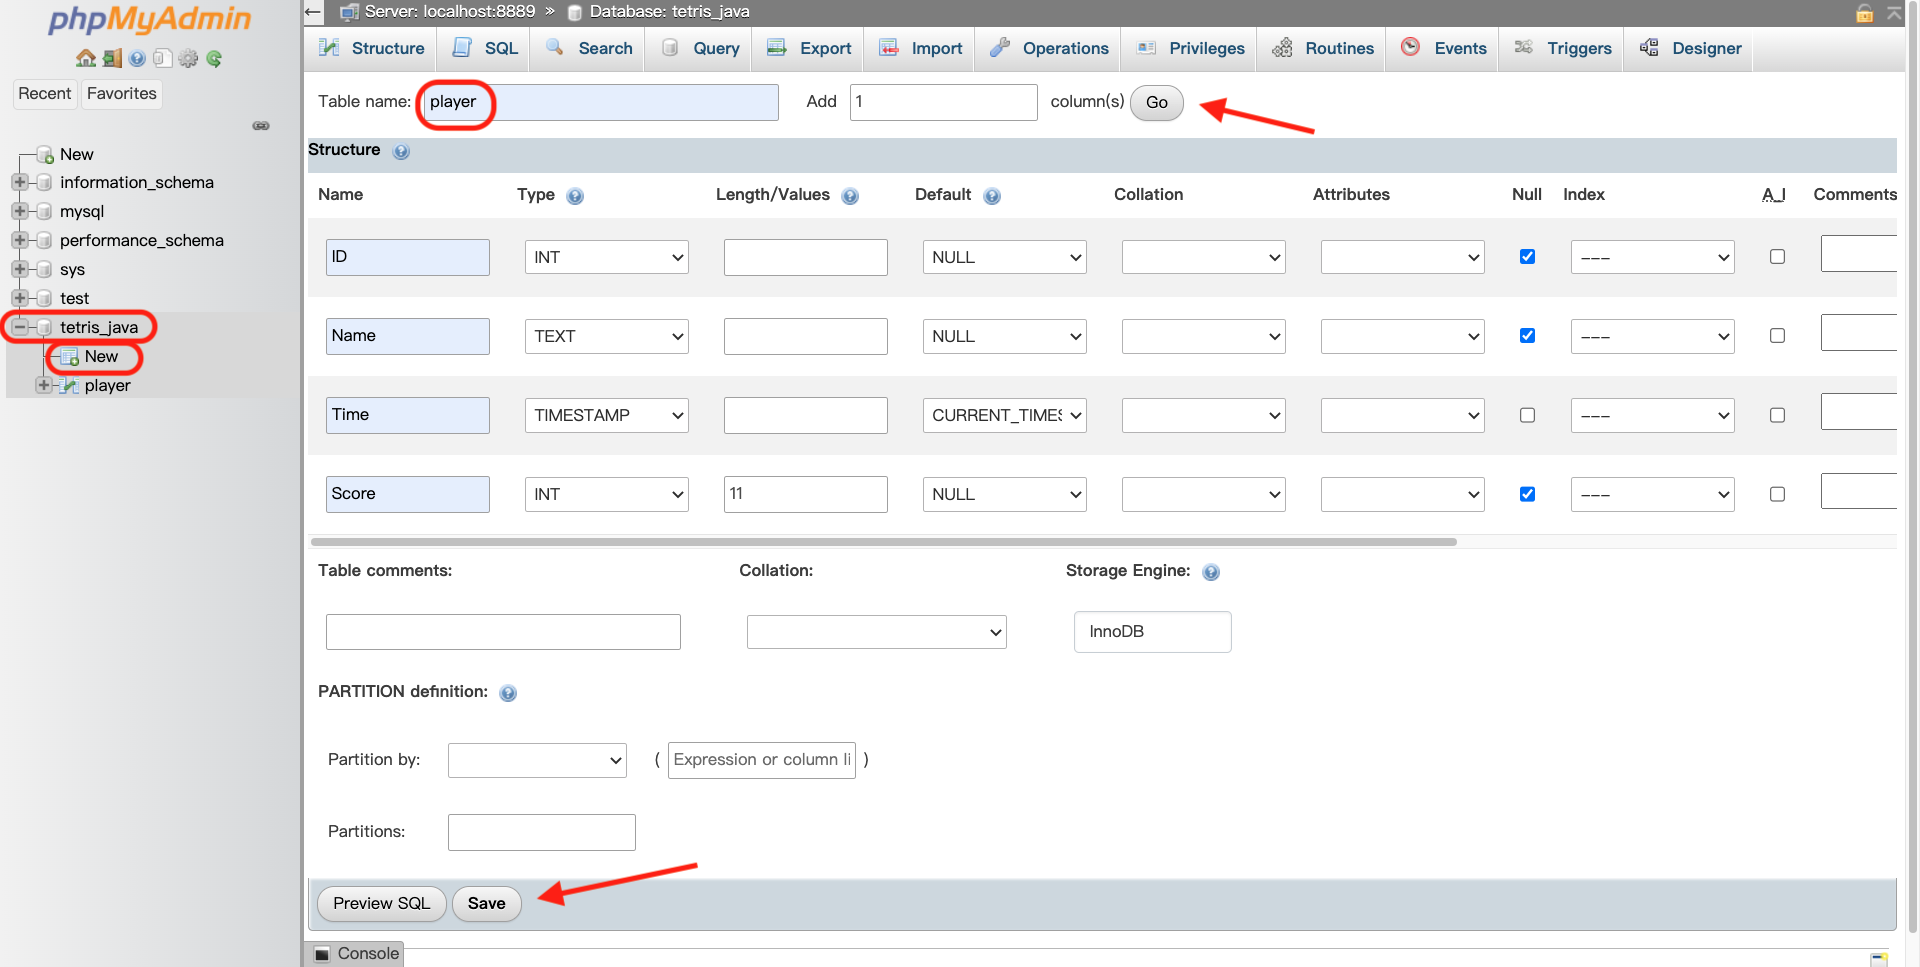 phpMyAdmin
Recent Favorites
New
information_schema
mysql
performance_schema
sys
test
tetris_java
New
player
Server: localhost:8889 » Database: tetris_java
Structure SQL Search Query Export Import Operations Privileges Routines Events Triggers Designer
Table name: player Add 1 column(s) Go
Structure
Name Type Length/Values Default Collation Attributes Null Index A_I Comments
ID INT NULL ---
Name TEXT NULL ---
Time TIMESTAMP CURRENT_TIMES ---
Score INT 11 NULL ---
Table comments: Collation: Storage Engine:
InnoDB
PARTITION definition:
Partition by: ( Expression or column li )
Partitions:
Preview SQL Save
Console